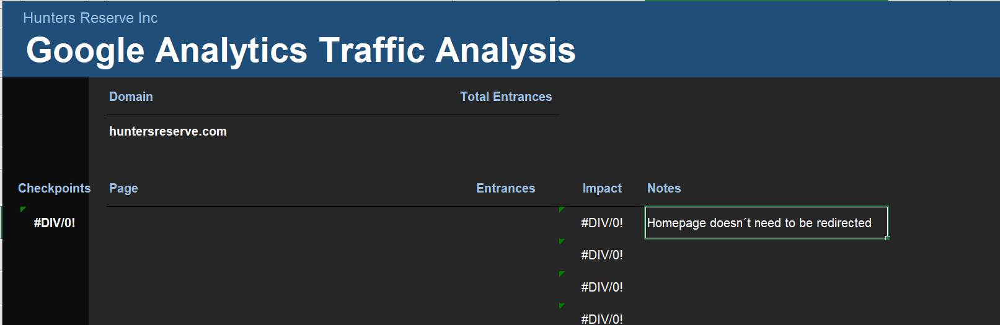 Hunters Reserve Inc
Google Analytics Traffic Analysis
Domain Total Entrances
huntersreserve.com
Checkpoints Page Entrances Impact Notes
#DIV/0! #DIV/0! Homepage doesn´t need to be redirected
#DIV/0!
#DIV/0!
#DIV/0!